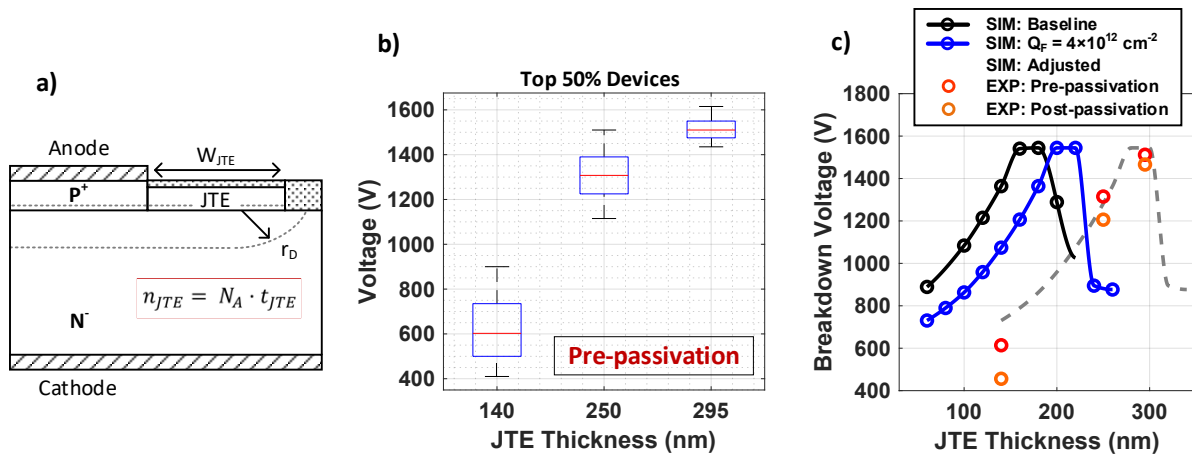 a)
Anode
W_JTE
P⁺
JTE
r_D
n_JTE = N_A · t_JTE
N⁻
Cathode
b)
Top 50% Devices
Voltage (V)
1600
1400
1200
1000
800
600
400
Pre-passivation
140
250
295
JTE Thickness (nm)
c)
SIM: Baseline
SIM: Q_F = 4×10¹² cm⁻²
SIM: Adjusted
EXP: Pre-passivation
EXP: Post-passivation
Breakdown Voltage (V)
1800
1600
1400
1200
1000
800
600
400
100
200
300
JTE Thickness (nm)